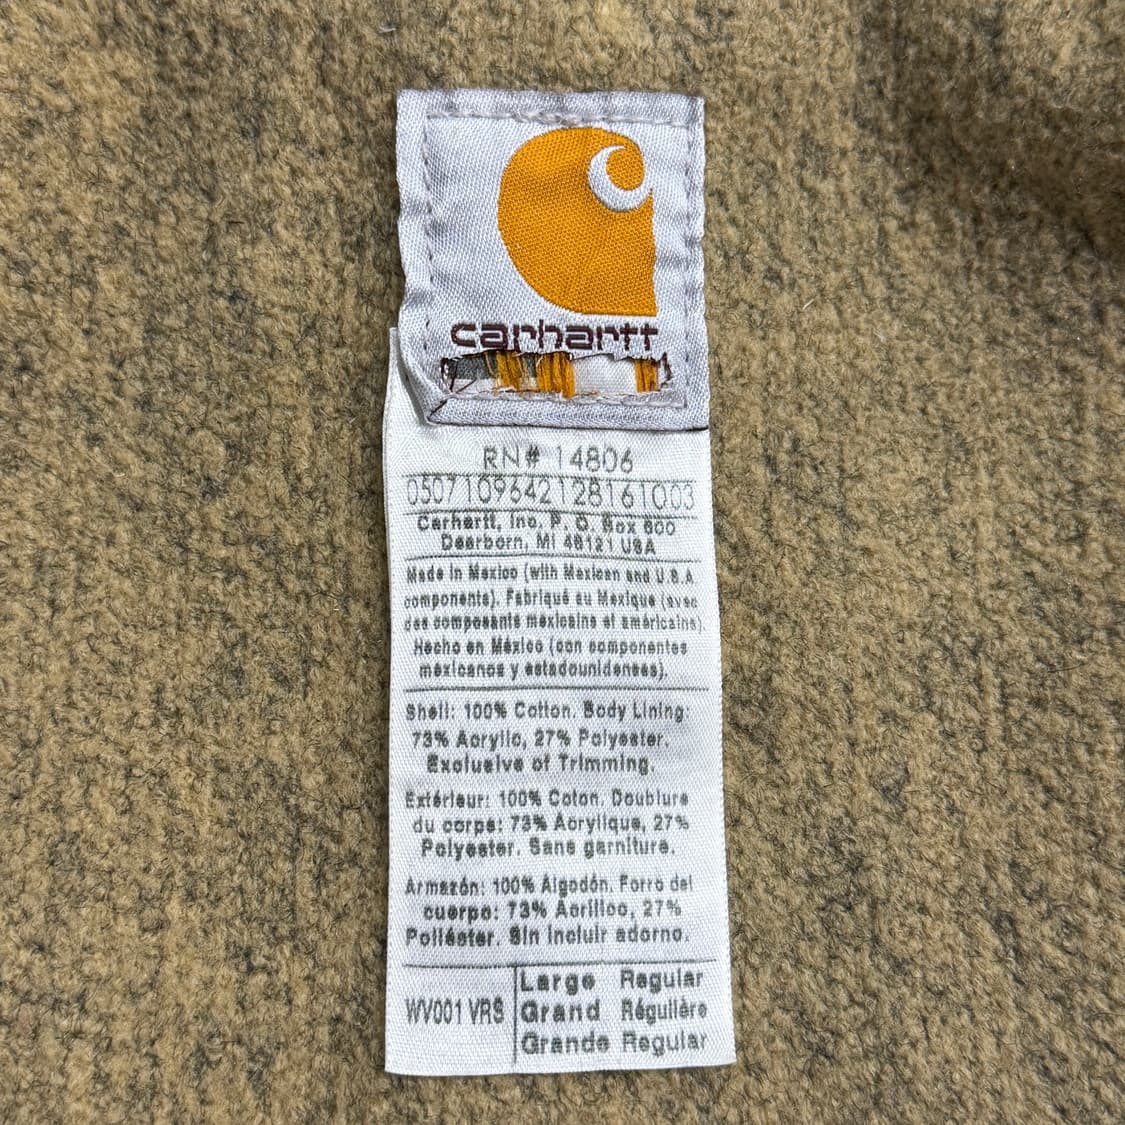 carhartt
RN# 14806
0507109642128161003
Carhartt, Inc. P. O. Box 600
Dearborn, MI 48121 USA
Made in Mexico (with Mexican and U.S.A.
components). Fabriqué au Mexique (avec
des composants mexicains et américains).
Hecho en México (con componentes
mexicanos y estadounidenses).
Shell: 100% Cotton. Body Lining:
73% Acrylic, 27% Polyester.
Exclusive of Trimming.
Extérieur: 100% Coton. Doublure
du corps: 73% Acrylique, 27%
Polyester. Sans garniture.
Armazón: 100% Algodón. Forro del
cuerpo: 73% Acrílico, 27%
Poliéster. Sin incluir adorno.
WV001 VRS
Large Regular
Grand Régulière
Grande Regular